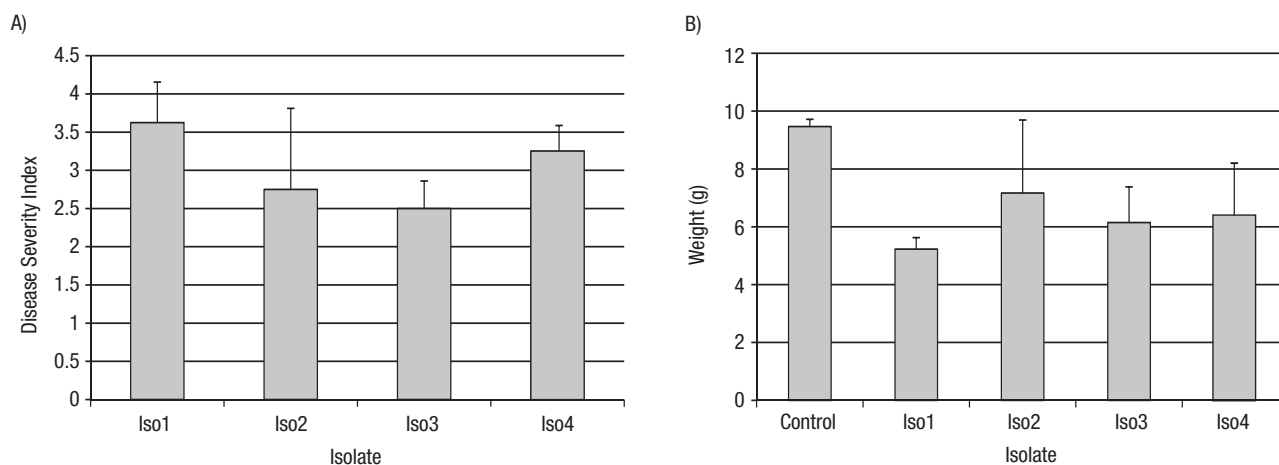 A)
4.5
4
3.5
3
2.5
2
1.5
1
0.5
0
Disease Severity Index
Iso1 Iso2 Iso3 Iso4
Isolate
B)
12
10
8
6
4
2
0
Weight (g)
Control Iso1 Iso2 Iso3 Iso4
Isolate